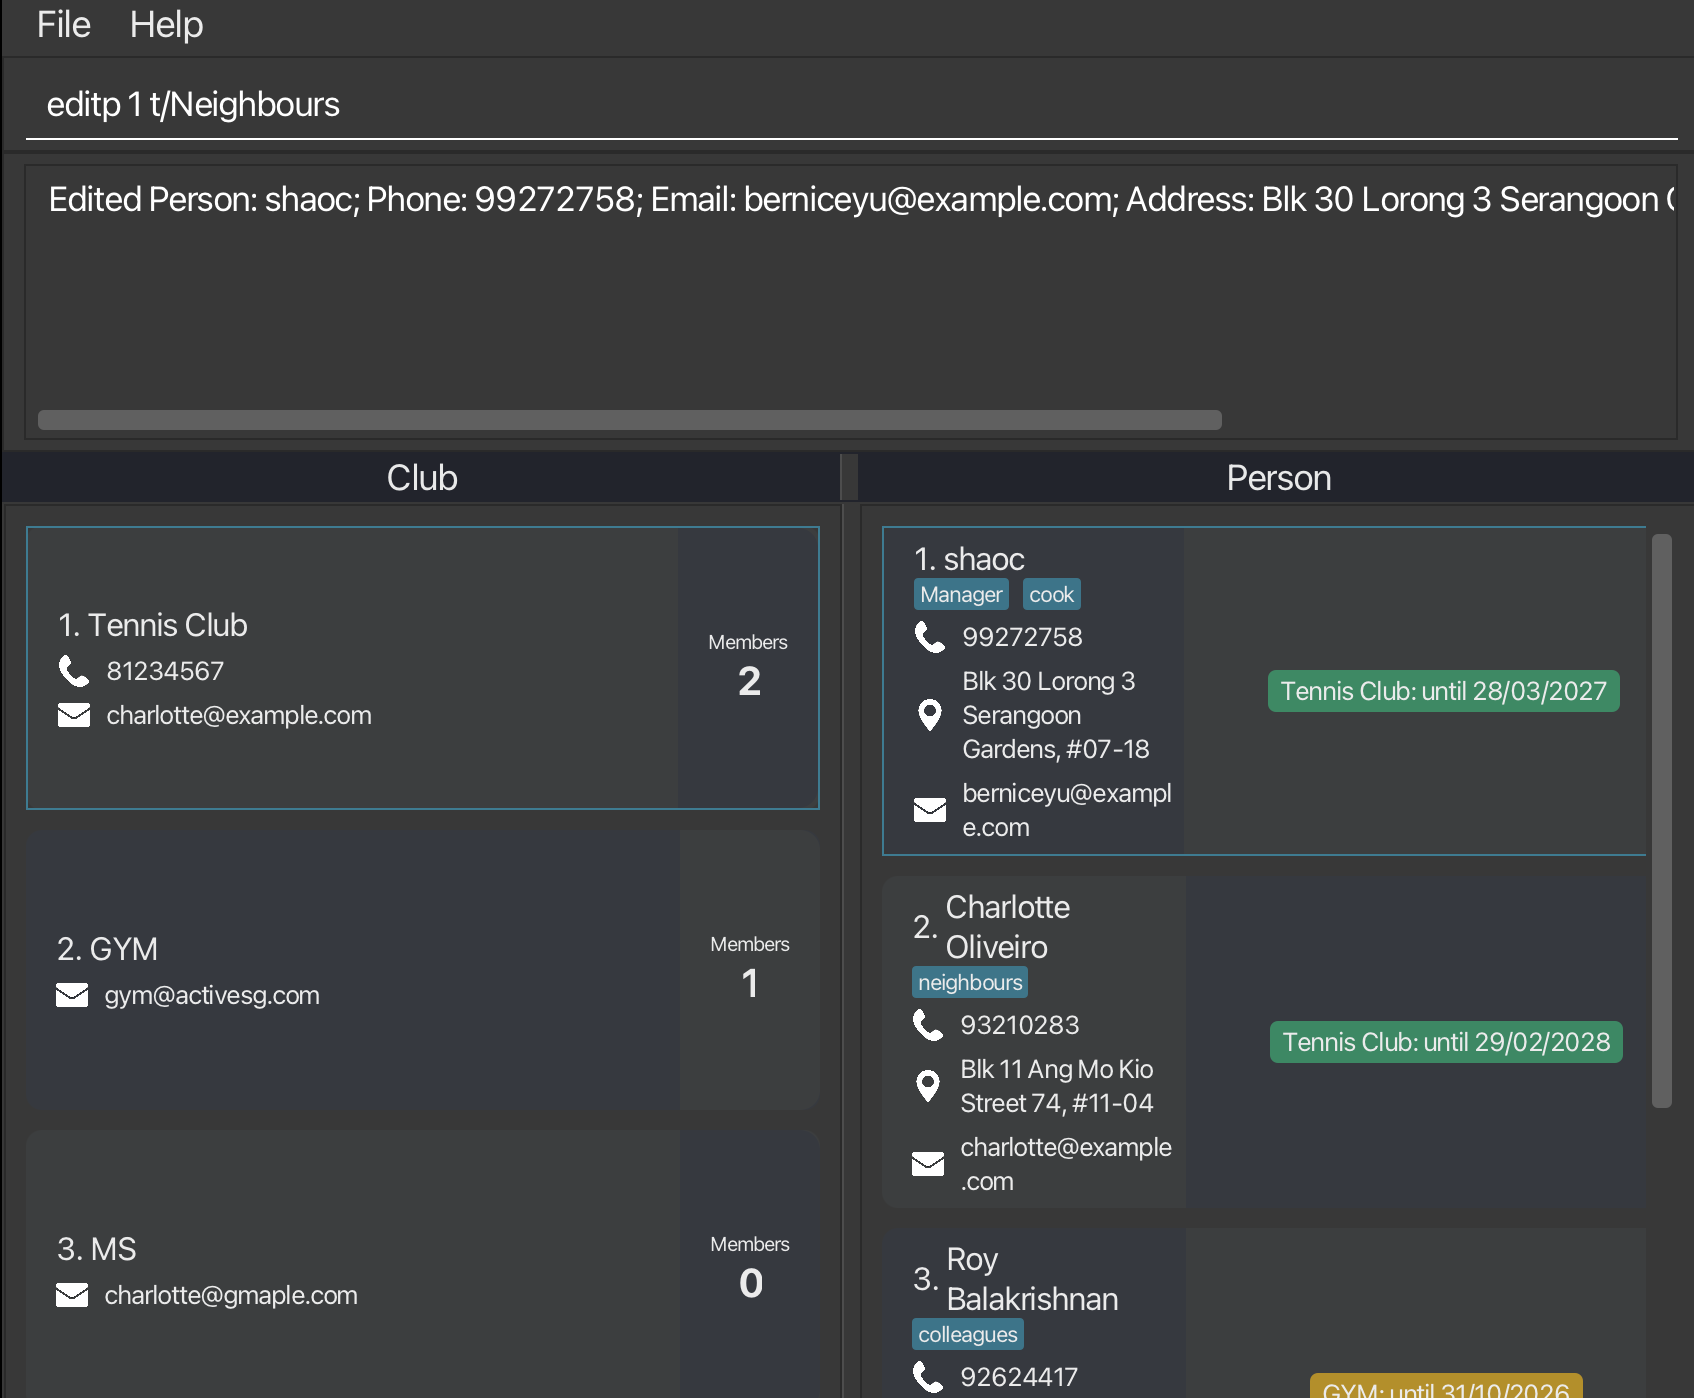 File Help
editp 1 t/Neighbours
Edited Person: shaoc; Phone: 99272758; Email: berniceyu@example.com; Address: Blk 30 Lorong 3 Serangoon
Club
1. Tennis Club
81234567
charlotte@example.com
Members
2
2. GYM
gym@activesg.com
Members
1
3. MS
charlotte@gmaple.com
Members
0
Person
1. shaoc
Manager cook
99272758
Blk 30 Lorong 3
Serangoon
Gardens, #07-18
berniceyu@exampl
e.com
Tennis Club: until 28/03/2027
2. Charlotte
Oliveiro
neighbours
93210283
Blk 11 Ang Mo Kio
Street 74, #11-04
charlotte@example
.com
Tennis Club: until 29/02/2028
3. Roy
Balakrishnan
colleagues
92624417
GYM: until 31/10/2026